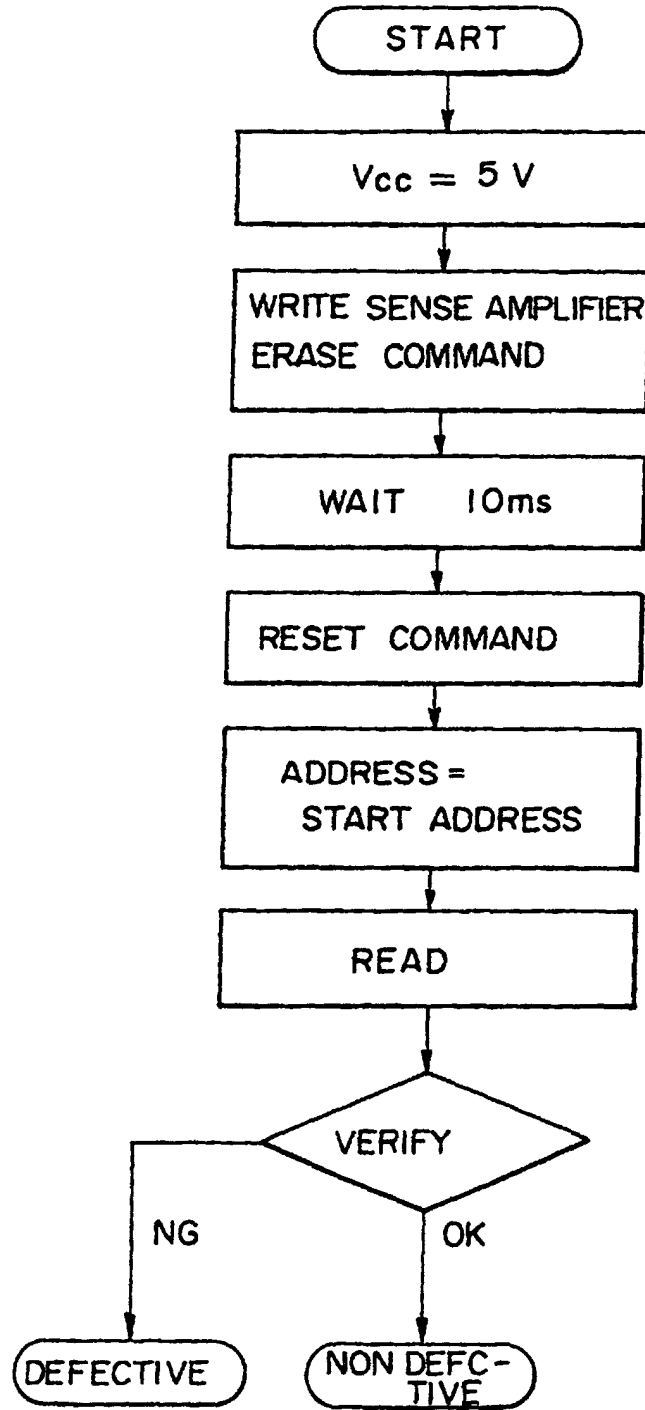 START
Vcc = 5 V
WRITE SENSE AMPLIFIER
ERASE COMMAND
WAIT 10ms
RESET COMMAND
ADDRESS =
START ADDRESS
READ
VERIFY
NG
OK
DEFECTIVE
NON DEFC-
TIVE